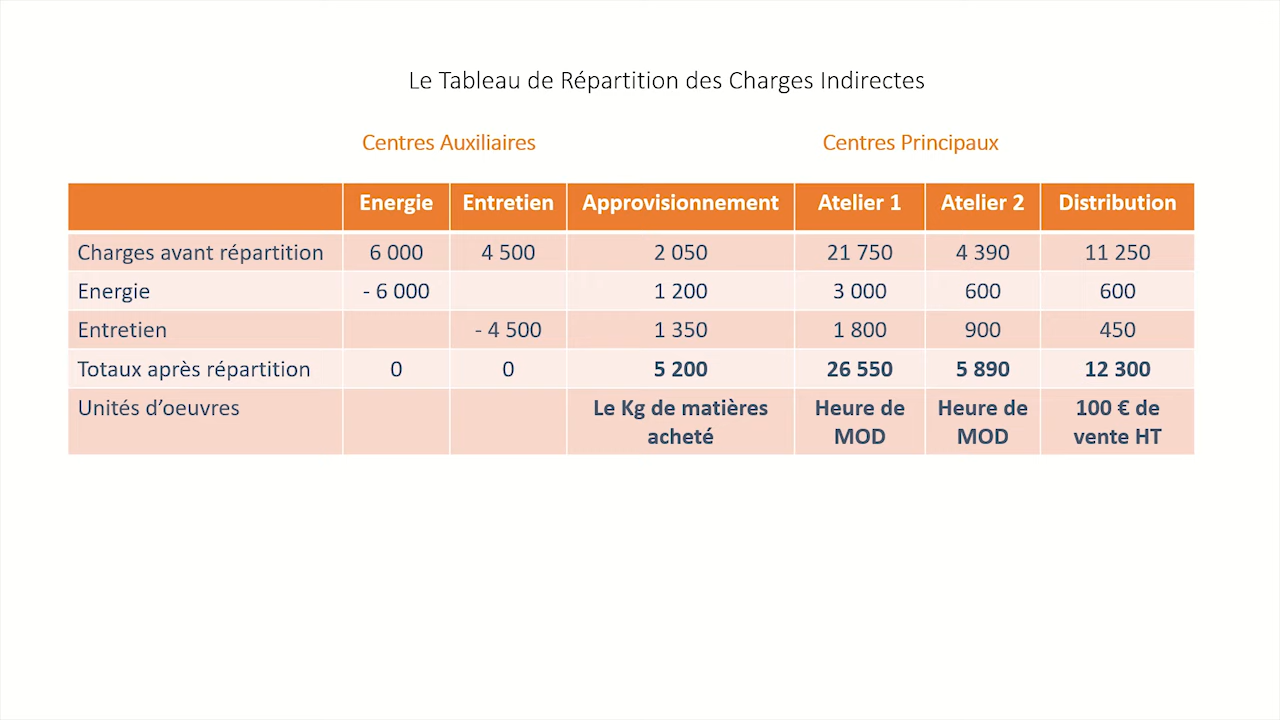 Le Tableau de Répartition des Charges Indirectes
Centres Auxiliaires Centres Principaux
Energie Entretien Approvisionnement Atelier 1 Atelier 2 Distribution
Charges avant répartition 6 000 4 500 2 050 21 750 4 390 11 250
Energie - 6 000 1 200 3 000 600 600
Entretien - 4 500 1 350 1 800 900 450
Totaux après répartition 0 0 5 200 26 550 5 890 12 300
Unités d'oeuvres Le Kg de matières Heure de Heure de 100 € de
acheté MOD MOD vente HT